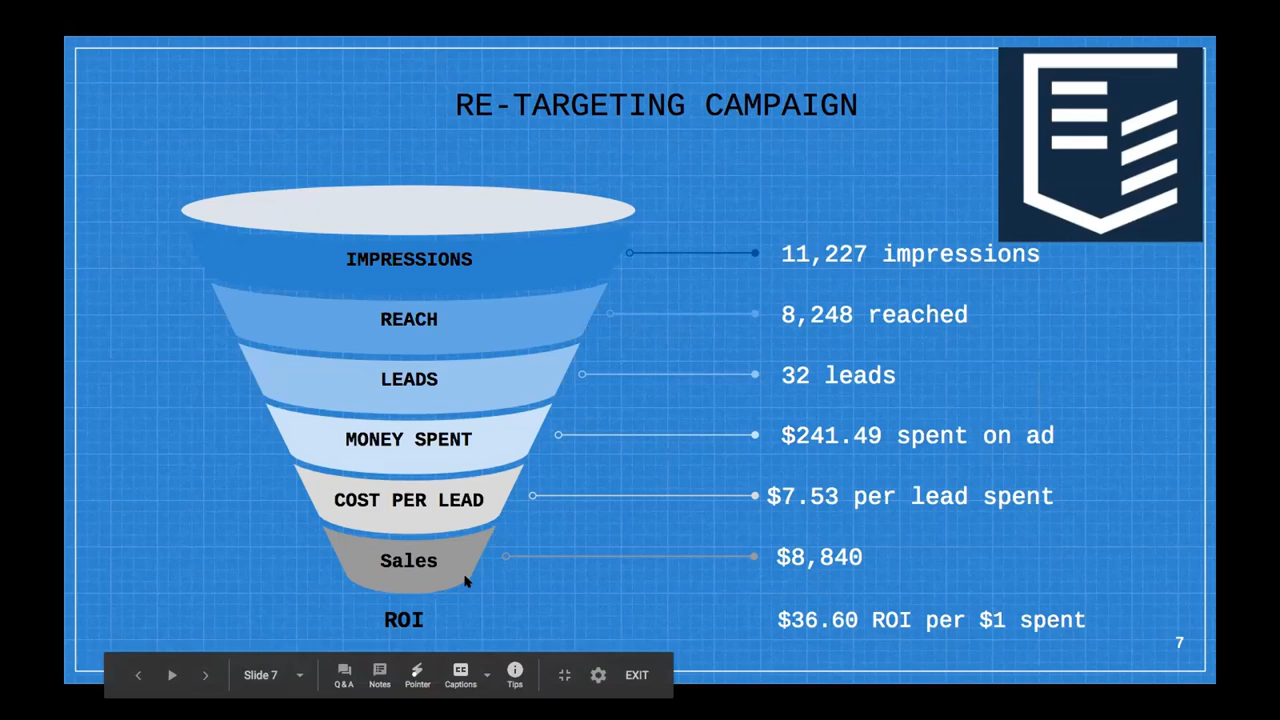 RE-TARGETING CAMPAIGN
IMPRESSIONS
11,227 impressions
REACH
8,248 reached
LEADS
32 leads
MONEY SPENT
$241.49 spent on ad
COST PER LEAD
$7.53 per lead spent
Sales
$8,840
ROI
$36.60 ROI per $1 spent
7
Slide 7
Q & A
Notes
Pointer
CC
Captions
Tips
EXIT